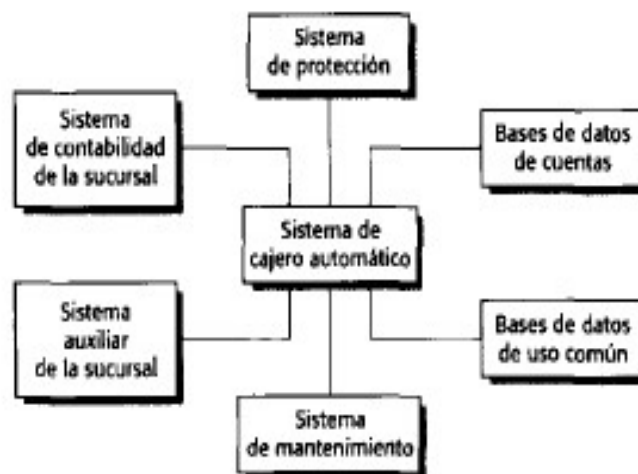 Sistema
de protección
Sistema
de contabilidad
de la sucursal
Bases de datos
de cuentas
Sistema de
cajero automático
Sistema
auxiliar
de la sucursal
Bases de datos
de uso común
Sistema
de mantenimiento